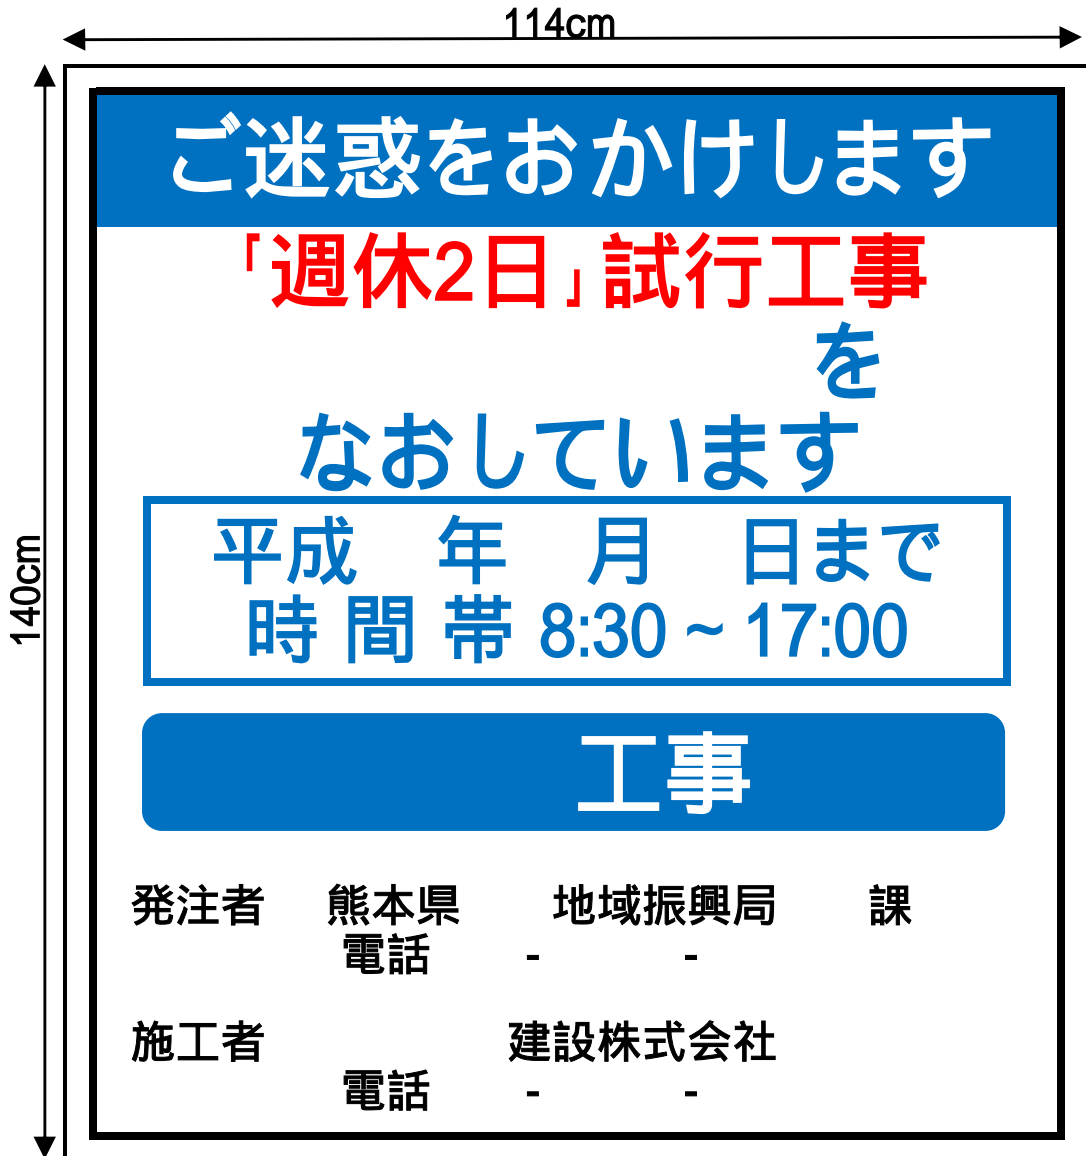 114cm
140cm
ご迷惑をおかけします
「週休2日」試行工事
を
なおしています
平成　年　月　日まで
時 間 帯 8:30 ~ 17:00
工事
発注者　熊本県　　地域振興局　　課
電話　　-　　　-
施工者　　　　　建設株式会社
電話　　-　　　-